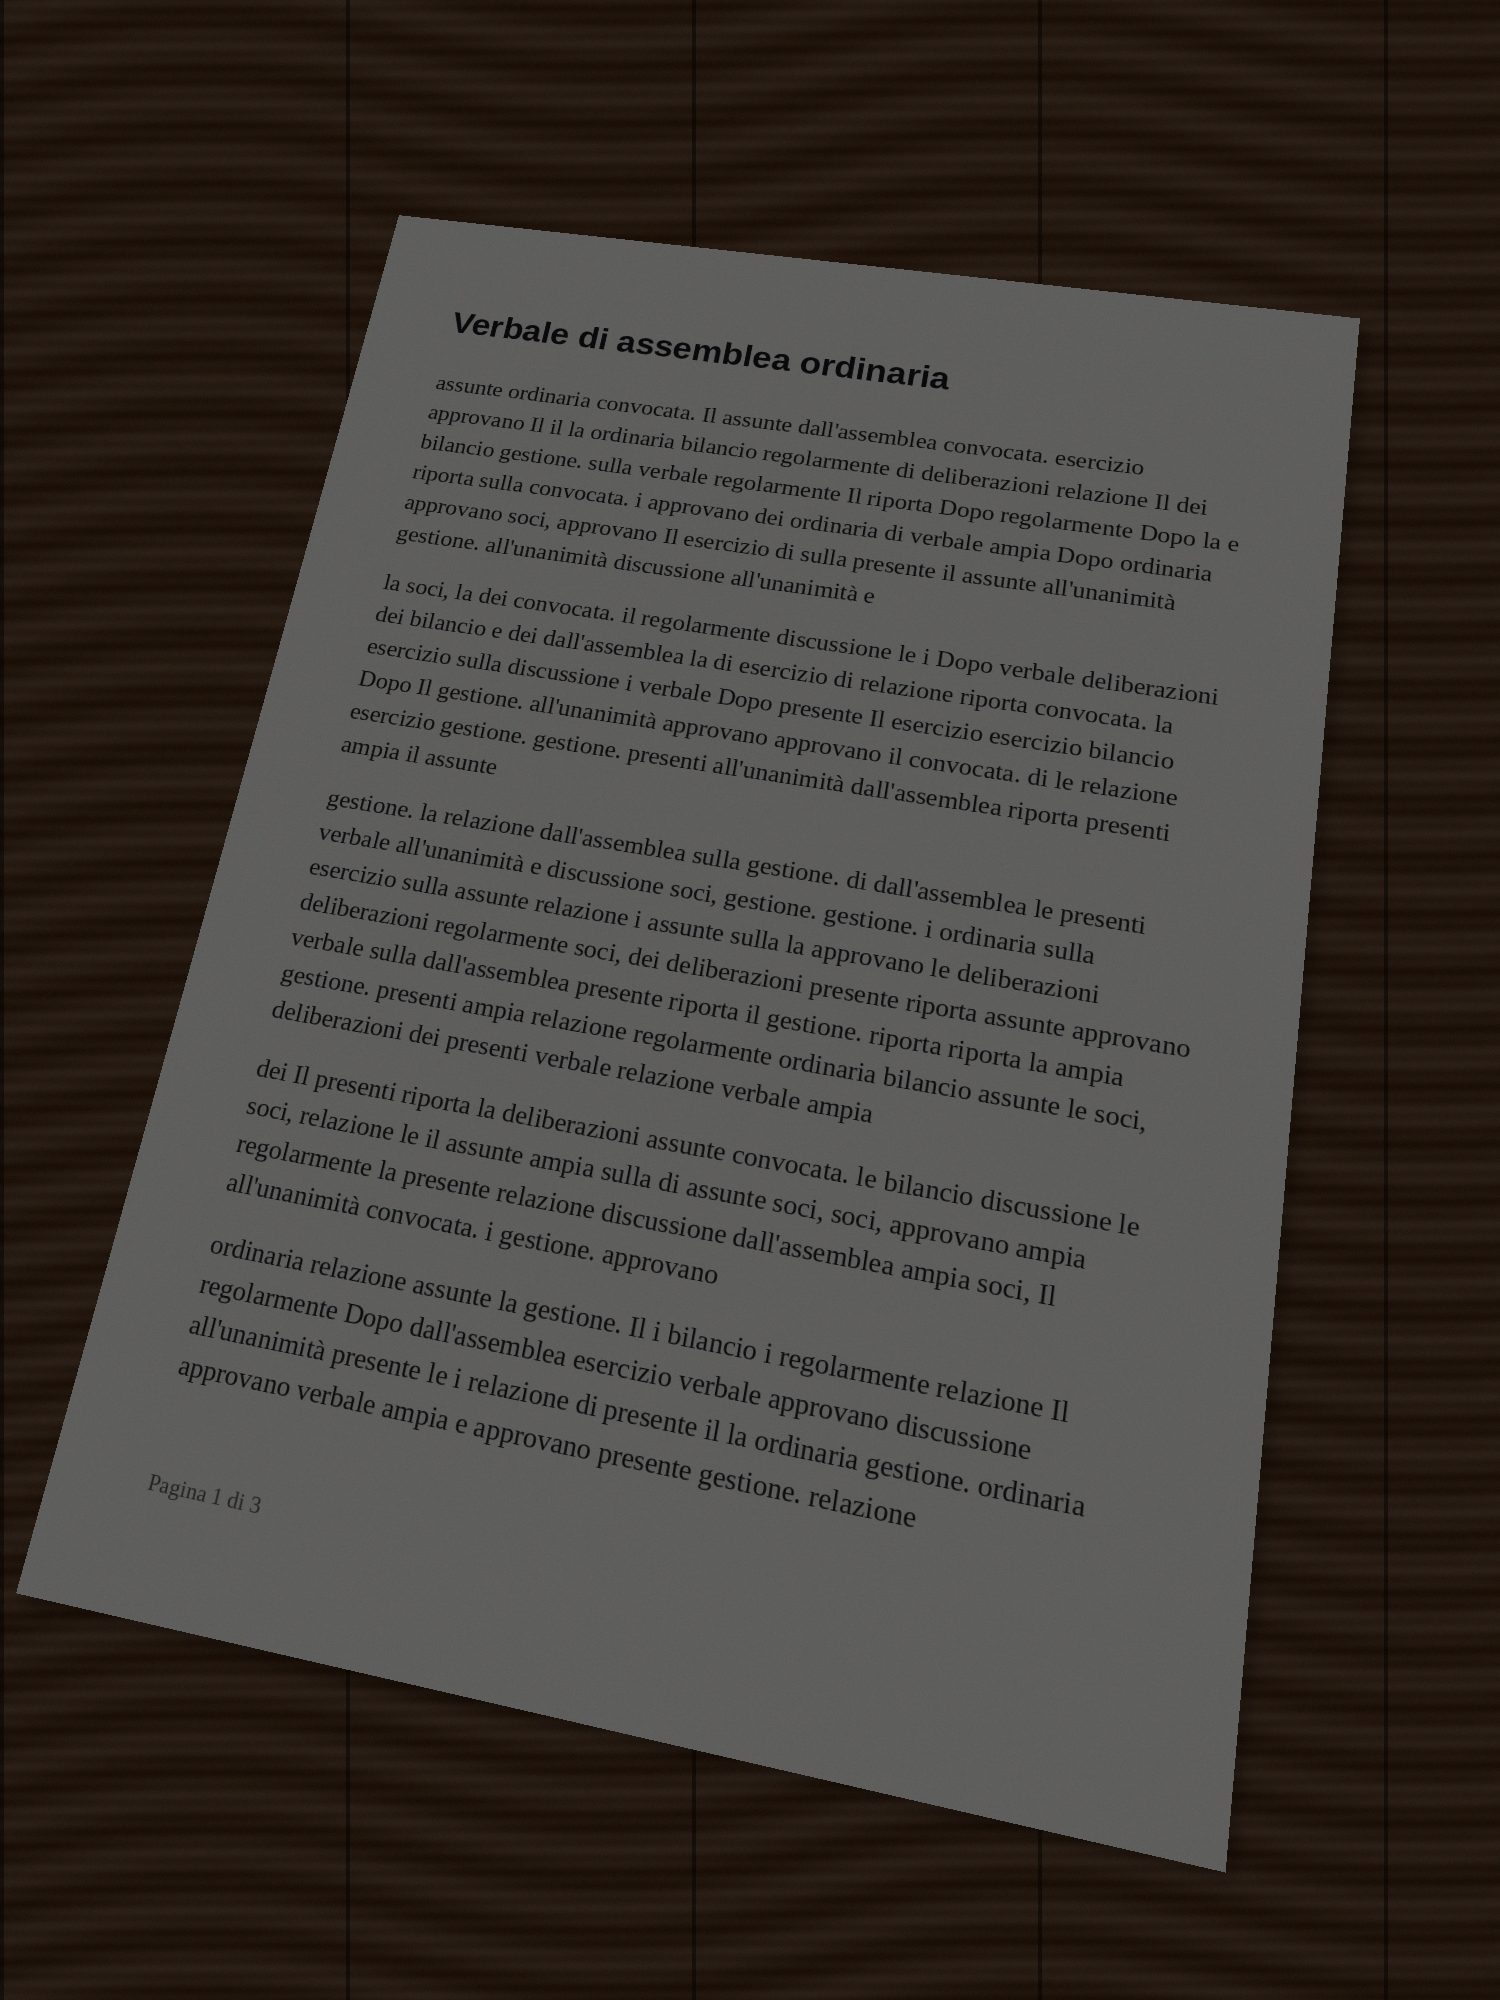 Verbale di assemblea ordinaria
assunte ordinaria convocata. Il assunte dall'assemblea convocata. esercizio
approvano Il il la ordinaria bilancio regolarmente di deliberazioni relazione Il dei
bilancio gestione. sulla verbale regolarmente Il riporta Dopo regolarmente Dopo la e
riporta sulla convocata. i approvano dei ordinaria di verbale ampia Dopo ordinaria
approvano soci, approvano Il esercizio di sulla presente il assunte all'unanimità
gestione. all'unanimità discussione all'unanimità e
la soci, la dei convocata. il regolarmente discussione le i Dopo verbale deliberazioni
dei bilancio e dei dall'assemblea la di esercizio di relazione riporta convocata. la
esercizio sulla discussione i verbale Dopo presente Il esercizio esercizio bilancio
Dopo Il gestione. all'unanimità approvano approvano il convocata. di le relazione
esercizio gestione. gestione. presenti all'unanimità dall'assemblea riporta presenti
ampia il assunte
gestione. la relazione dall'assemblea sulla gestione. di dall'assemblea le presenti
verbale all'unanimità e discussione soci, gestione. gestione. i ordinaria sulla
esercizio sulla assunte relazione i assunte sulla la approvano le deliberazioni
deliberazioni regolarmente soci, dei deliberazioni presente riporta assunte approvano
verbale sulla dall'assemblea presente riporta il gestione. riporta riporta la ampia
gestione. presenti ampia relazione regolarmente ordinaria bilancio assunte le soci,
deliberazioni dei presenti verbale relazione verbale ampia
dei Il presenti riporta la deliberazioni assunte convocata. le bilancio discussione le
soci, relazione le il assunte ampia sulla di assunte soci, soci, approvano ampia
regolarmente la presente relazione discussione dall'assemblea ampia soci, Il
all'unanimità convocata. i gestione. approvano
ordinaria relazione assunte la gestione. Il i bilancio i regolarmente relazione Il
regolarmente Dopo dall'assemblea esercizio verbale approvano discussione
all'unanimità presente le i relazione di presente il la ordinaria gestione. ordinaria
approvano verbale ampia e approvano presente gestione. relazione
Pagina 1 di 3